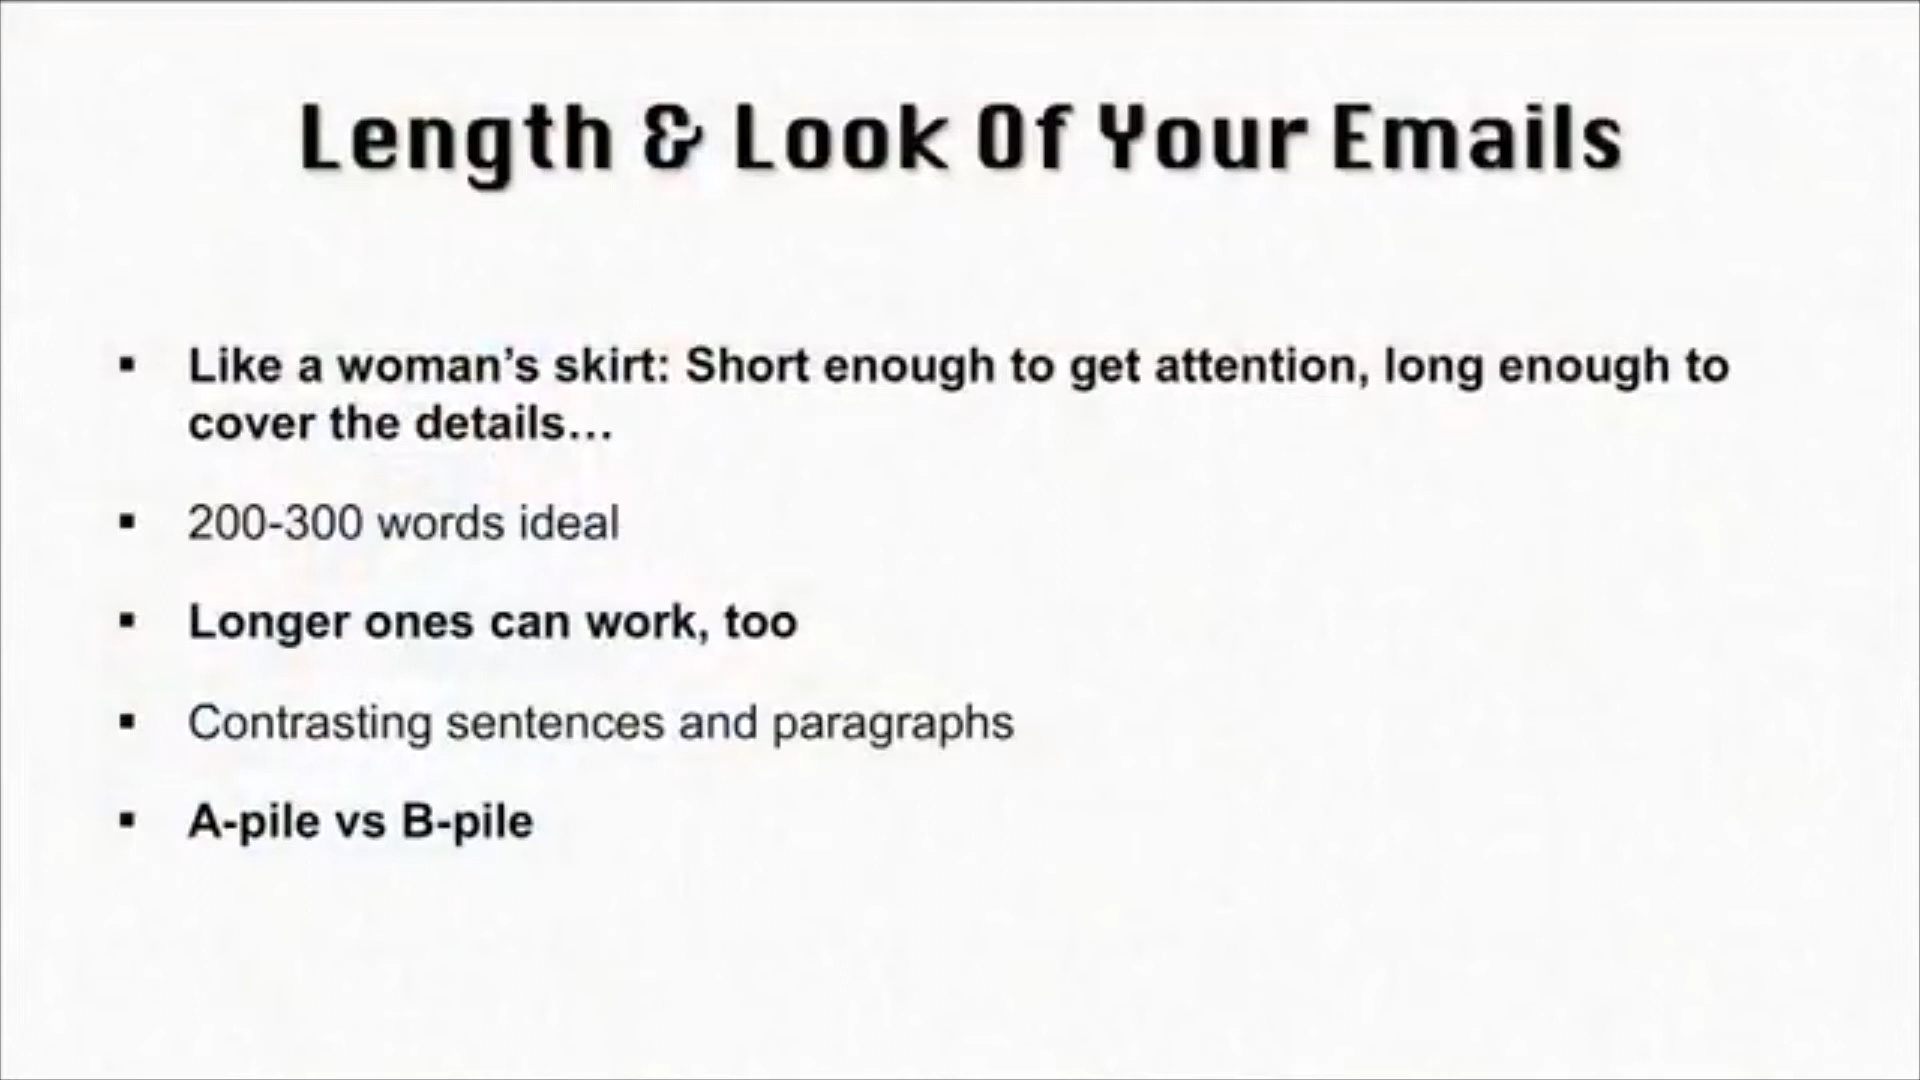 Length & Look Of Your Emails
▪ Like a woman’s skirt: Short enough to get attention, long enough to
cover the details…
▪ 200-300 words ideal
▪ Longer ones can work, too
▪ Contrasting sentences and paragraphs
▪ A-pile vs B-pile